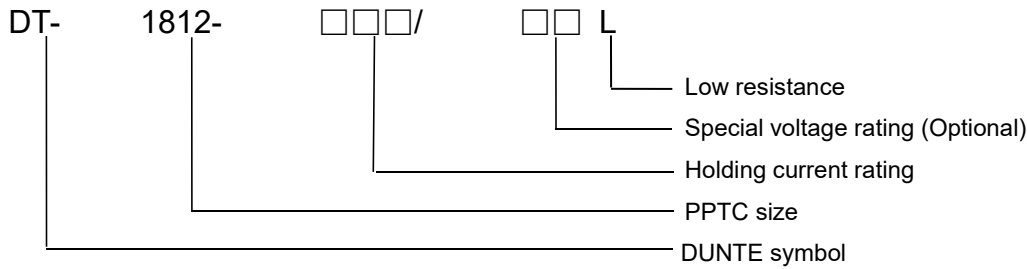 DT- 1812- □□□/ □□ L
Low resistance
Special voltage rating (Optional)
Holding current rating
PPTC size
DUNTE symbol